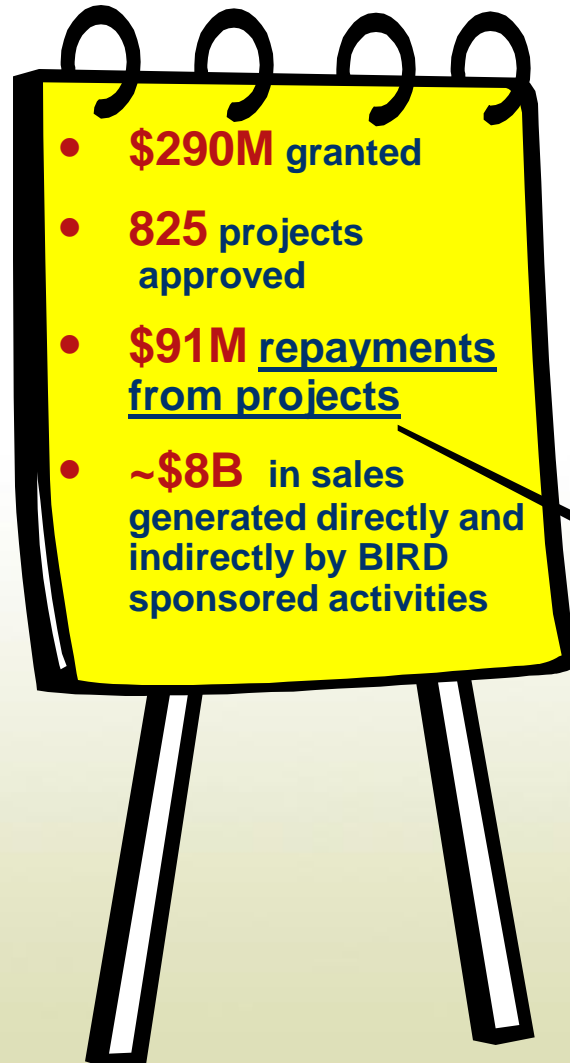 • $290M granted
• 825 projects
approved
• $91M repayments
from projects
• ~$8B in sales
generated directly and
indirectly by BIRD
sponsored activities